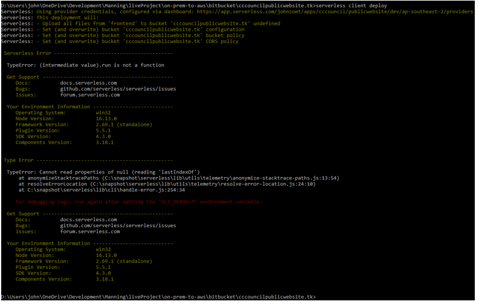 D:\Users\john\OneDrive\Development\Manning\liveProject\on-prem-to-aws\bitbucket\cccouncilpublicwebsite.tk>serverless client deploy
Serverless: Using provider credentials, configured via dashboard: https://app.serverless.com/johncset/apps/cccouncilpublicwebsite/dev/ap-southeast-2/providers
Serverless: This deployment will:
Serverless: - Upload all files from 'frontend' to bucket 'cccouncilpublicwebsite.tk' undefined
Serverless: - Set (and overwrite) bucket 'cccouncilpublicwebsite.tk' configuration
Serverless: - Set (and overwrite) bucket 'cccouncilpublicwebsite.tk' bucket policy
Serverless: - Set (and overwrite) bucket 'cccouncilpublicwebsite.tk' CORS policy
Serverless Error ----------------------------------------
TypeError: (intermediate value).run is not a function
Get Support --------------------------------------------
Docs: docs.serverless.com
Bugs: github.com/serverless/serverless/issues
Issues: forum.serverless.com
Your Environment Information ---------------------------
Operating System: win32
Node Version: 16.13.0
Framework Version: 2.69.1 (standalone)
Plugin Version: 5.5.1
SDK Version: 4.3.0
Components Version: 3.18.1
Type Error ----------------------------------------------
TypeError: Cannot read properties of null (reading 'lastIndexOf')
at anonymizeStacktracePaths (C:\snapshot\serverless\lib\utils\telemetry\anonymize-stacktrace-paths.js:13:54)
at resolveErrorLocation (C:\snapshot\serverless\lib\utils\telemetry\resolve-error-location.js:24:10)
at C:\snapshot\serverless\lib\cli\handle-error.js:254:34
For debugging logs, run again after setting the "SLS_DEBUG=*" environment variable.
Get Support --------------------------------------------
Docs: docs.serverless.com
Bugs: github.com/serverless/serverless/issues
Issues: forum.serverless.com
Your Environment Information ---------------------------
Operating System: win32
Node Version: 16.13.0
Framework Version: 2.69.1 (standalone)
Plugin Version: 5.5.1
SDK Version: 4.3.0
Components Version: 3.18.1
D:\Users\john\OneDrive\Development\Manning\liveProject\on-prem-to-aws\bitbucket\cccouncilpublicwebsite.tk>